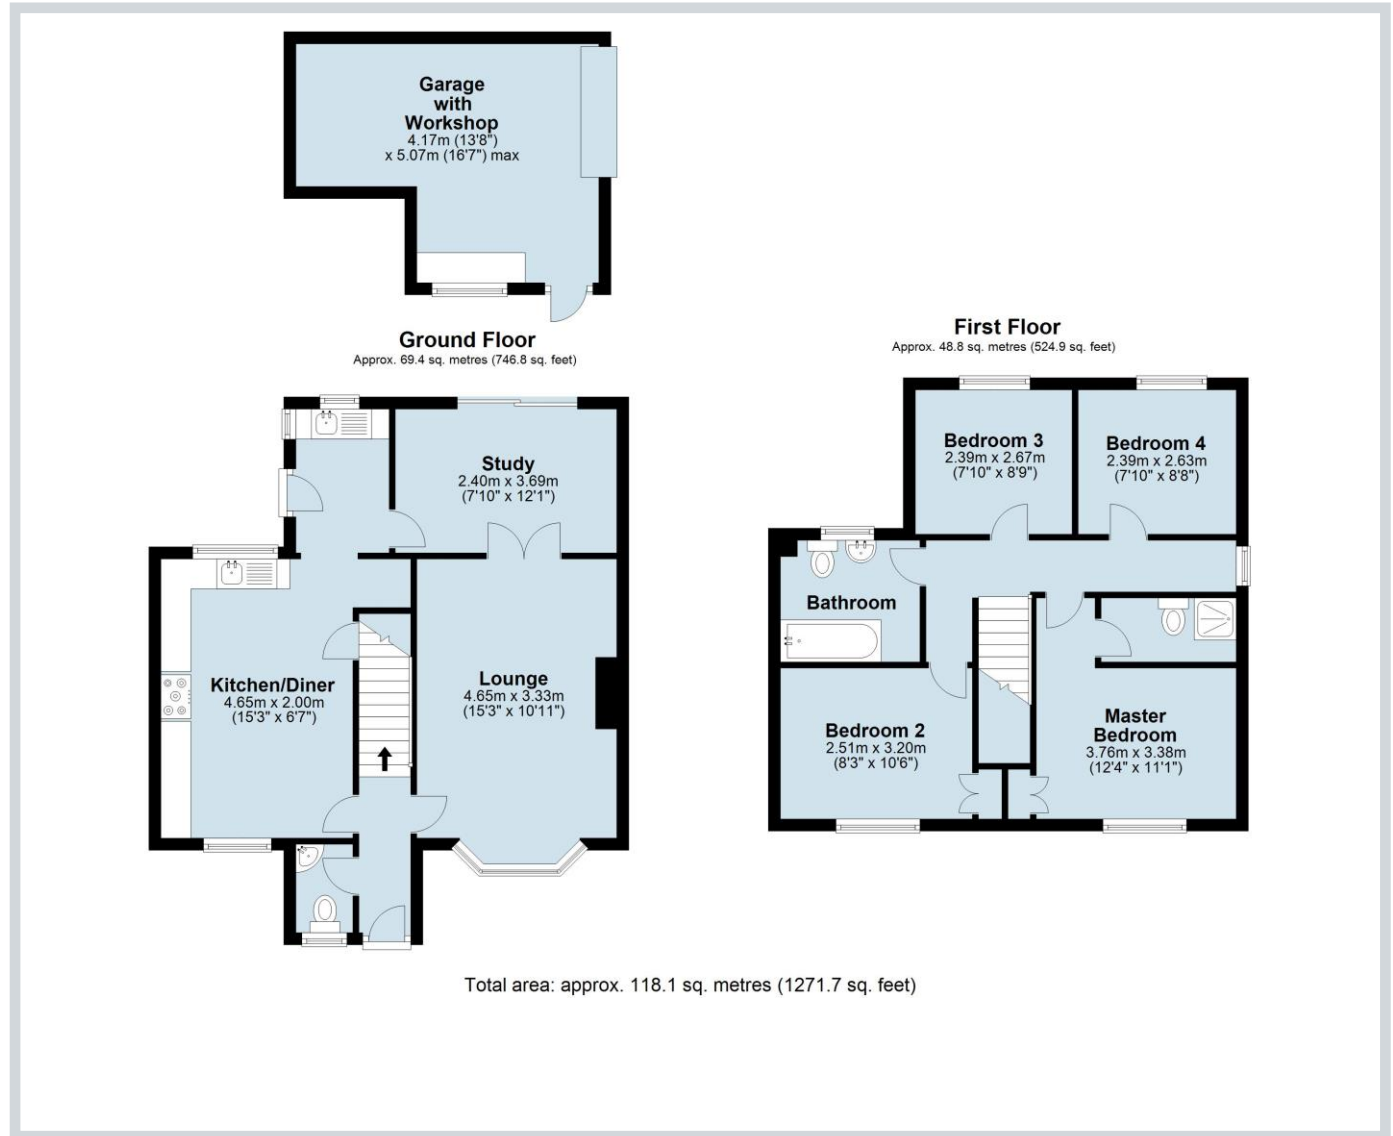 Garage
with
Workshop
4.17m (13'8")
x 5.07m (16'7") max
Ground Floor
Approx. 69.4 sq. metres (746.8 sq. feet)
Study
2.40m x 3.69m
(7'10" x 12'1")
Kitchen/Diner
4.65m x 2.00m
(15'3" x 6'7")
Lounge
4.65m x 3.33m
(15'3" x 10'11")
First Floor
Approx. 48.8 sq. metres (524.9 sq. feet)
Bedroom 3
2.39m x 2.67m
(7'10" x 8'9")
Bedroom 4
2.39m x 2.63m
(7'10" x 8'8")
Bathroom
Bedroom 2
2.51m x 3.20m
(8'3" x 10'6")
Master
Bedroom
3.76m x 3.38m
(12'4" x 11'1")
Total area: approx. 118.1 sq. metres (1271.7 sq. feet)